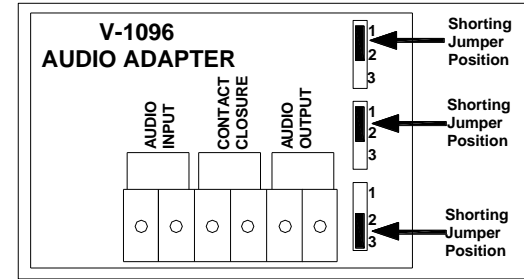 V-1096
AUDIO ADAPTER
AUDIO
INPUT
CONTACT
CLOSURE
AUDIO
OUTPUT
1
2
3
Shorting
Jumper
Position
1
2
3
Shorting
Jumper
Position
1
2
3
Shorting
Jumper
Position